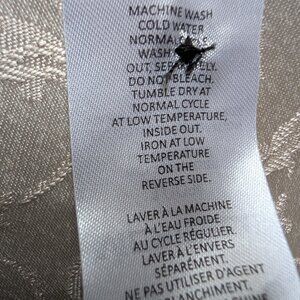 MACHINE WASH
COLD WATER
WASH
OUT,
DO NOT BLEACH.
TUMBLE DRY AT
NORMAL CYCLE
AT LOW TEMPERATURE,
INSIDE OUT.
IRON AT LOW
TEMPERATURE
ON THE
REVERSE SIDE.
LAVER À LA MACHINE
À L'EAU FROIDE
AU CYCLE RÉGULIER.
LAVER À L'ENVERS
SÉPARÉMENT.
NE PAS UTILISER D'AGENT